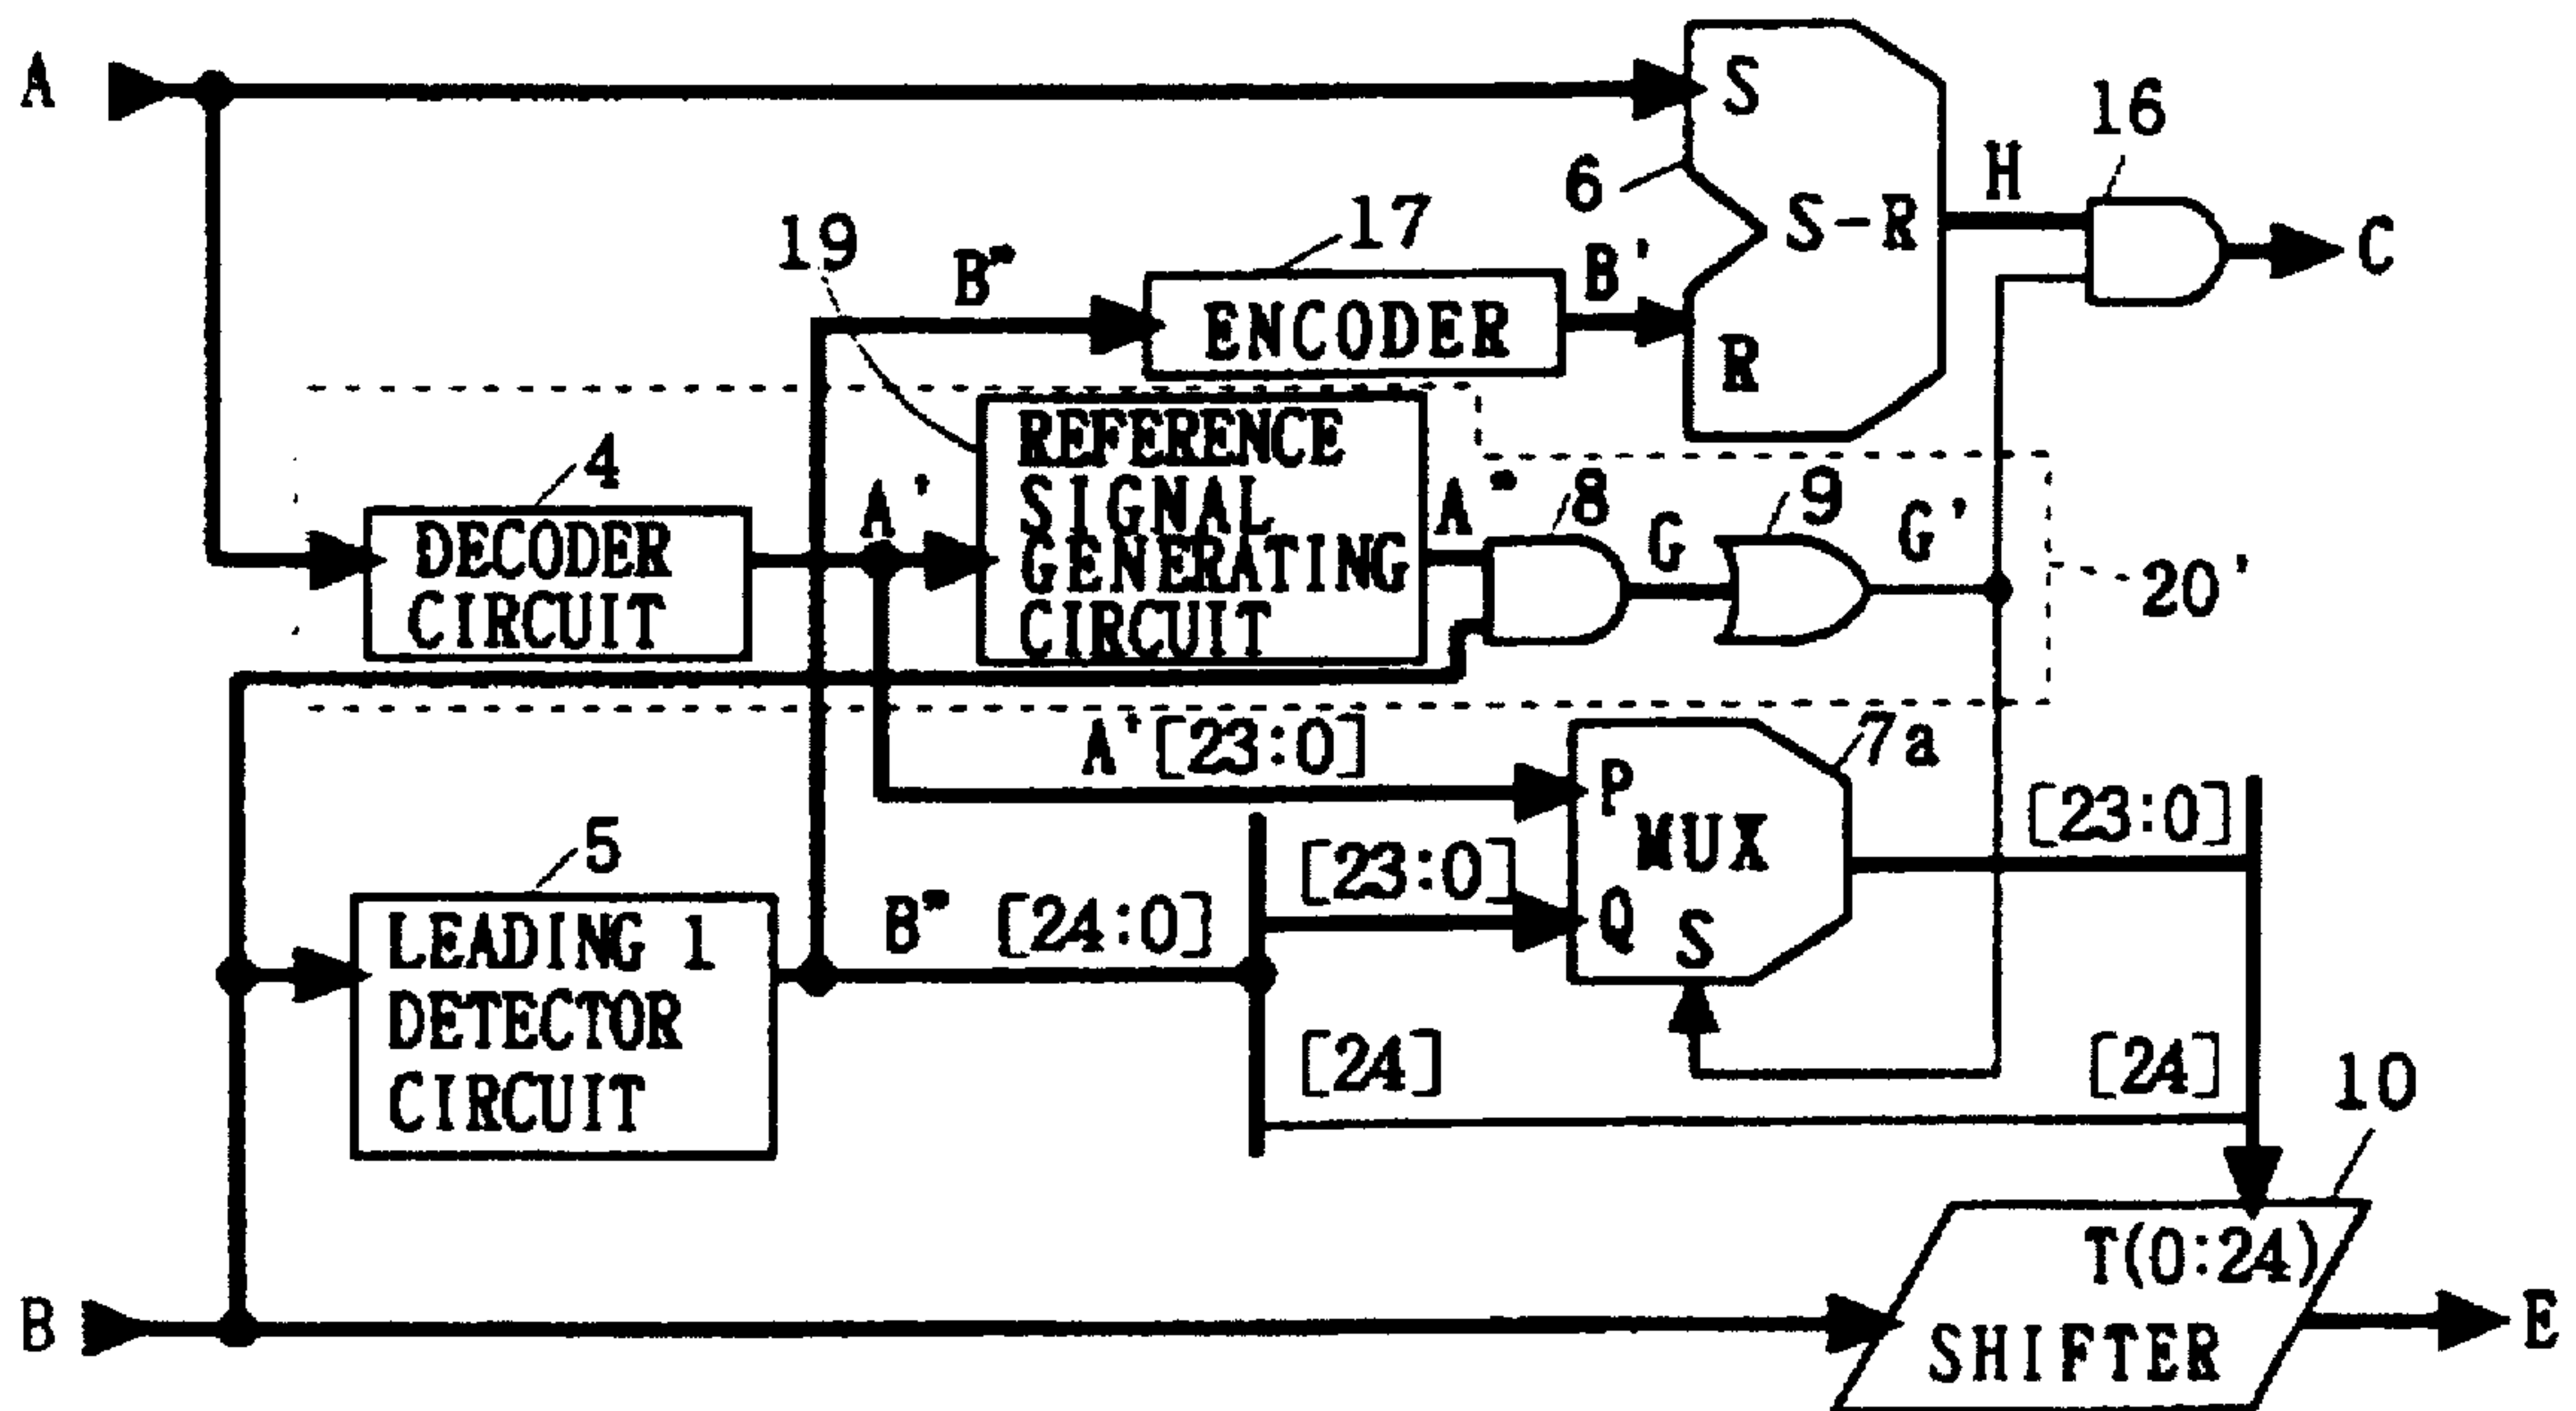 A
S
16
6
H
S-R
C
19
B"
17
B'
ENCODER
R
REFERENCE
SIGNAL
GENERATING
CIRCUIT
4
A'
A"
8
G
9
G'
DECODER
CIRCUIT
20'
A'[23:0]
7a
P
MUX
[23:0]
[23:0]
Q
S
5
B" [24:0]
LEADING 1
DETECTOR
CIRCUIT
[24]
[24]
10
T(0:24)
B
SHIFTER
E